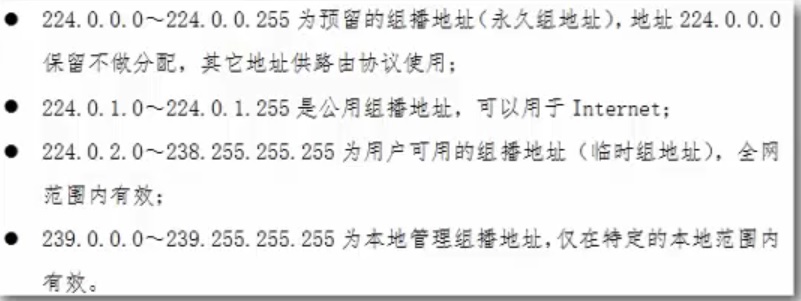 ● 224.0.0.0～224.0.0.255 为预留的组播地址（永久组地址），地址 224.0.0.0
保留不做分配，其它地址供路由协议使用；
● 224.0.1.0～224.0.1.255 是公用组播地址，可以用于 Internet；
● 224.0.2.0～238.255.255.255 为用户可用的组播地址（临时组地址），全网
范围内有效；
● 239.0.0.0～239.255.255.255 为本地管理组播地址，仅在特定的本地范围内
有效。